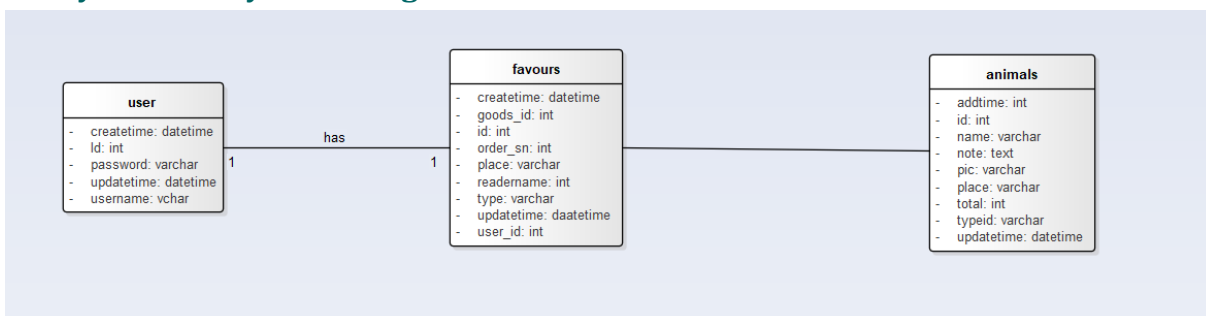 user
- createtime: datetime
- Id: int
- password: varchar
- updatetime: datetime
- username: vchar
has
1
1
favours
- createtime: datetime
- goods_id: int
- id: int
- order_sn: int
- place: varchar
- readername: int
- type: varchar
- updatetime: daatetime
- user_id: int
animals
- addtime: int
- id: int
- name: varchar
- note: text
- pic: varchar
- place: varchar
- total: int
- typeid: varchar
- updatetime: datetime